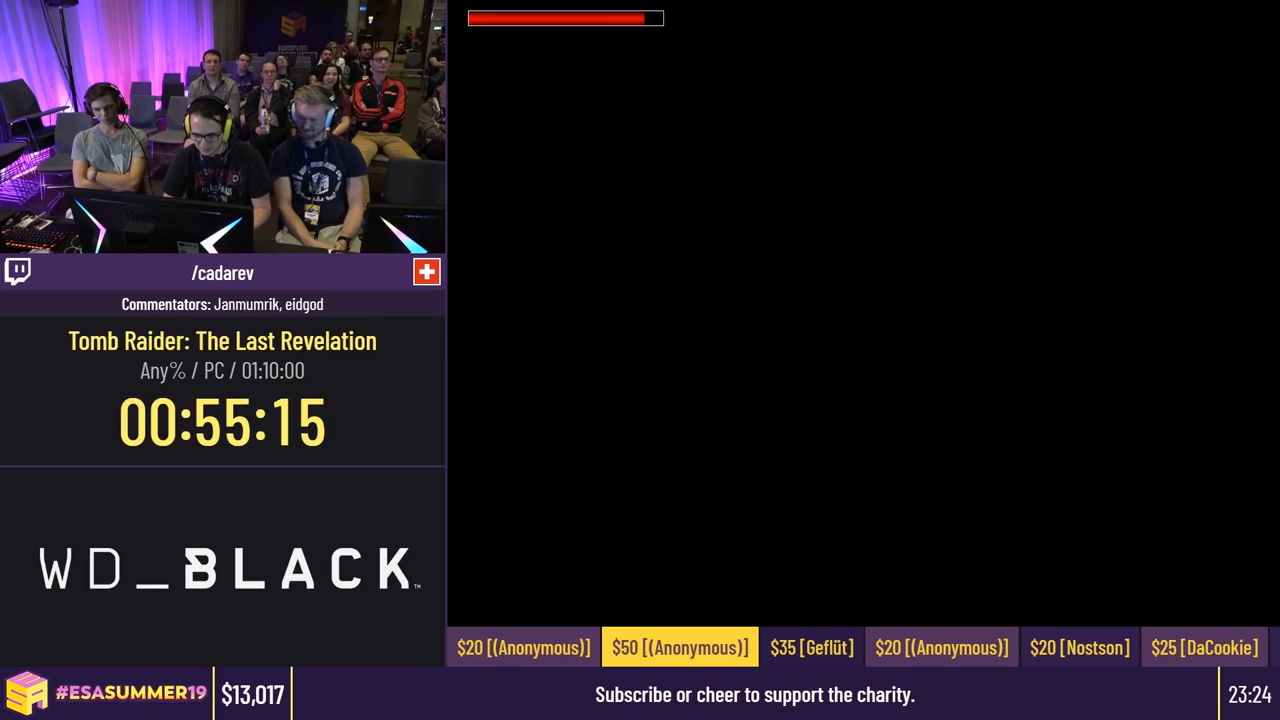 /cadarev
Commentators: Janmumrik, eidgod
Tomb Raider: The Last Revelation
Any% / PC / 01:10:00
00:55:15
WD_BLACK™
$20 [(Anonymous)] $50 [(Anonymous)] $35 [Geflüt] $20 [(Anonymous)] $20 [Nostson] $25 [DaCookie]
#ESASUMMER19 $13,017 Subscribe or cheer to support the charity. 23:24